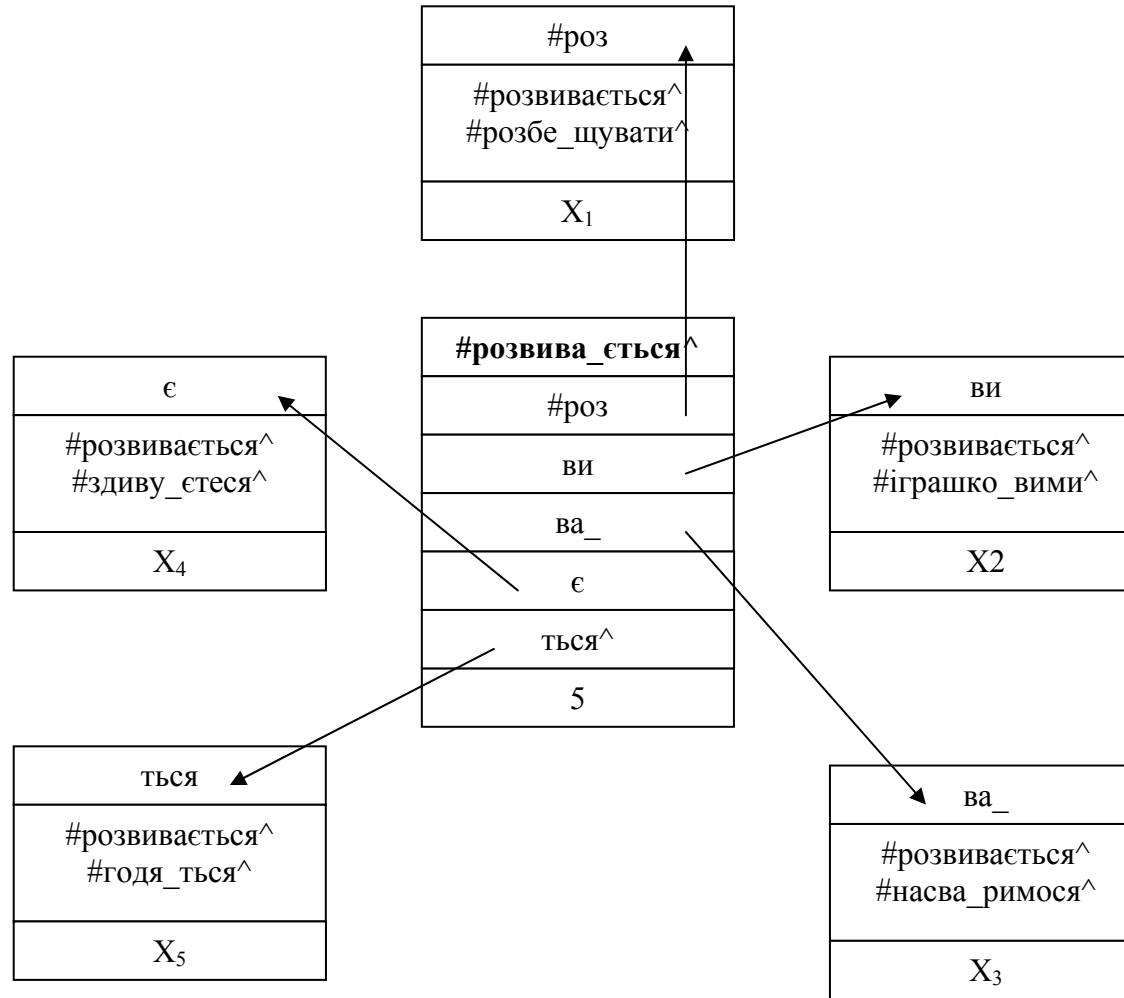 #роз
#розвивається^
#розбе_щувати^
X₁
#розвива_ється^
#роз
ви
ва_
є
ться^
5
є
#розвивається^
#здиву_єтеся^
X₄
ви
#розвивається^
#іграшко_вими^
X2
ться
#розвивається^
#годя_ться^
X₅
ва_
#розвивається^
#насва_римося^
X₃